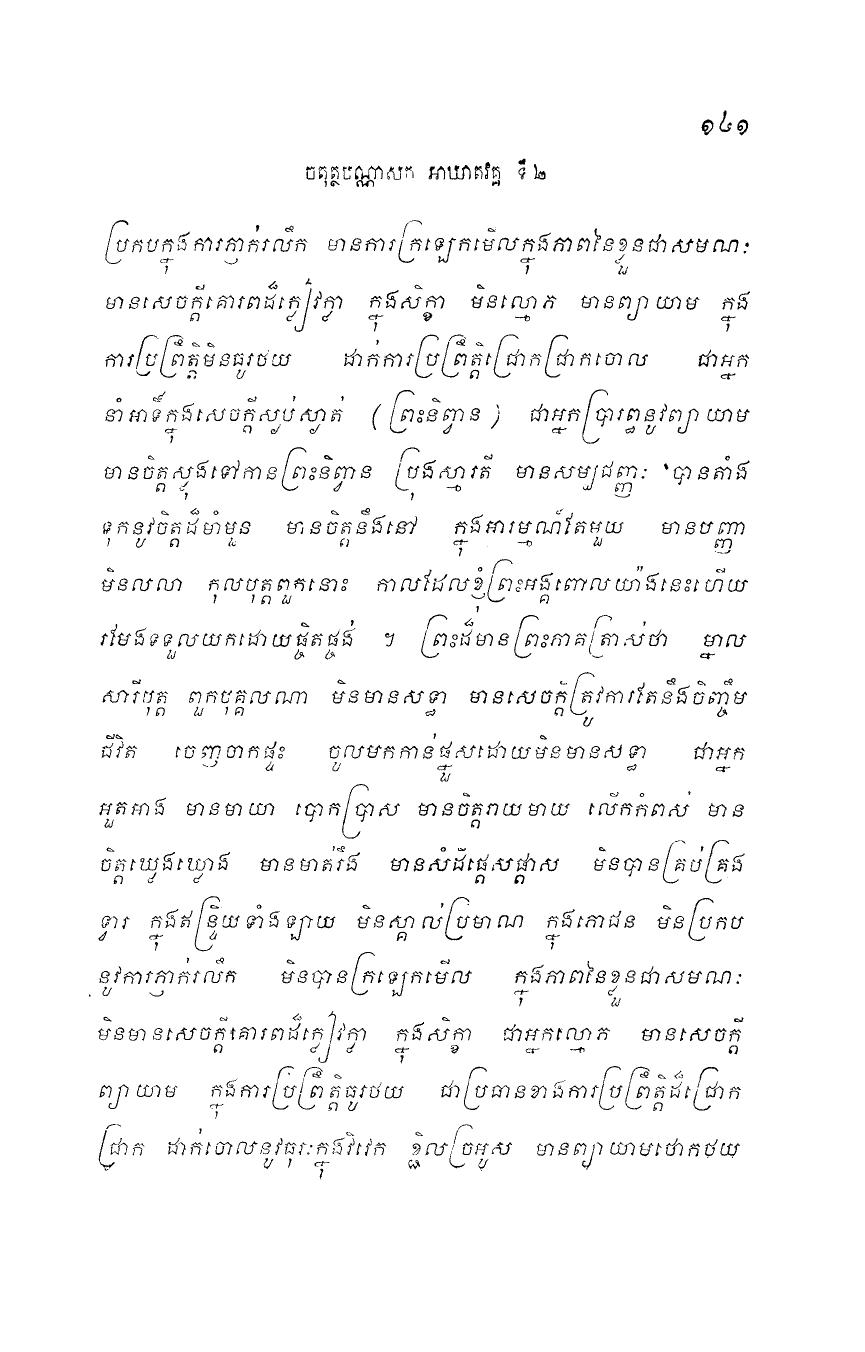 ១៤១
ចតុត្ថបណ្ណាសក អាឃាតវគ្គ ទី ២
ប្រកបក្នុងការភ្ញាក់រលឹក មានការក្រឡេកមើលក្នុងភាពនៃខ្លួនជាសមណៈ
មានសេចក្តីគោរពដ៏ក្លៀវក្លា ក្នុងសិក្ខា មិនល្មោភ មានព្យាយាម ក្នុង
ការប្រព្រឹត្តិមិនធូរថយ ដាក់ការប្រព្រឹត្តិជ្រោកជ្រាកចោល ជាអ្នក
នាំអាទិ៍ក្នុងសេចក្តីស្ងប់ស្ងាត់ (ព្រះនិព្វាន) ជាអ្នកប្រារព្ធនូវព្យាយាម
មានចិត្តស្លុងទៅកានព្រះនិព្វាន ប្រុងស្មារតី មានសម្បជញ្ញៈ បានតាំង
ទុកនូវចិត្តដ៏មាំមួន មានចិត្តនឹងនៅ ក្នុងអារម្មណ៍តែមួយ មានបញ្ញា
មិនលលា កុលបុត្តពួកនោះ កាលដែលខ្ញុំព្រះអង្គពោលយ៉ាងនេះហើយ
រមែងទទួលយកដោយផ្ចិតផ្ចង់ ។ ព្រះដ៏មានព្រះភាគត្រាស់ថា ម្នាល
សារីបុត្ត ពួកបុគ្គលណា មិនមានសទ្ធា មានសេចក្តីត្រូវការតែនឹងចិញ្ចឹម
ជីវិត ចេញចាកផ្ទះ ចូលមកកាន់ផ្នួសដោយមិនមានសទ្ធា ជាអ្នក
អួតអាង មានមាយា បោកប្រាស មានចិត្តរាយមាយ លើកកំពស់ មាន
ចិត្តឃ្វេងឃ្វោង មានមាត់រឹង មានសំដីផ្តេសផ្តាស មិនបានគ្រប់គ្រង
ទ្វារ ក្នុងឥន្ទ្រិយទាំងឡាយ មិនស្គាល់ប្រមាណ ក្នុងភោជន មិនប្រកប
នូវការភ្ញាក់រលឹក មិនបានក្រឡេកមើល ក្នុងភាពនៃខ្លួនជាសមណៈ
មិនមានសេចក្តីគោរពដ៏ក្លៀវក្លា ក្នុងសិក្ខា ជាអ្នកល្មោភ មានសេចក្តី
ព្យាយាម ក្នុងការប្រព្រឹត្តិធូរថយ ជាប្រធានខាងការប្រព្រឹត្តិដ៏ជ្រោក
ជ្រាក ដាក់ចោលនូវធុរៈក្នុងវិវេក ខ្ជិលច្រអូស មានព្យាយាមថោកថយ